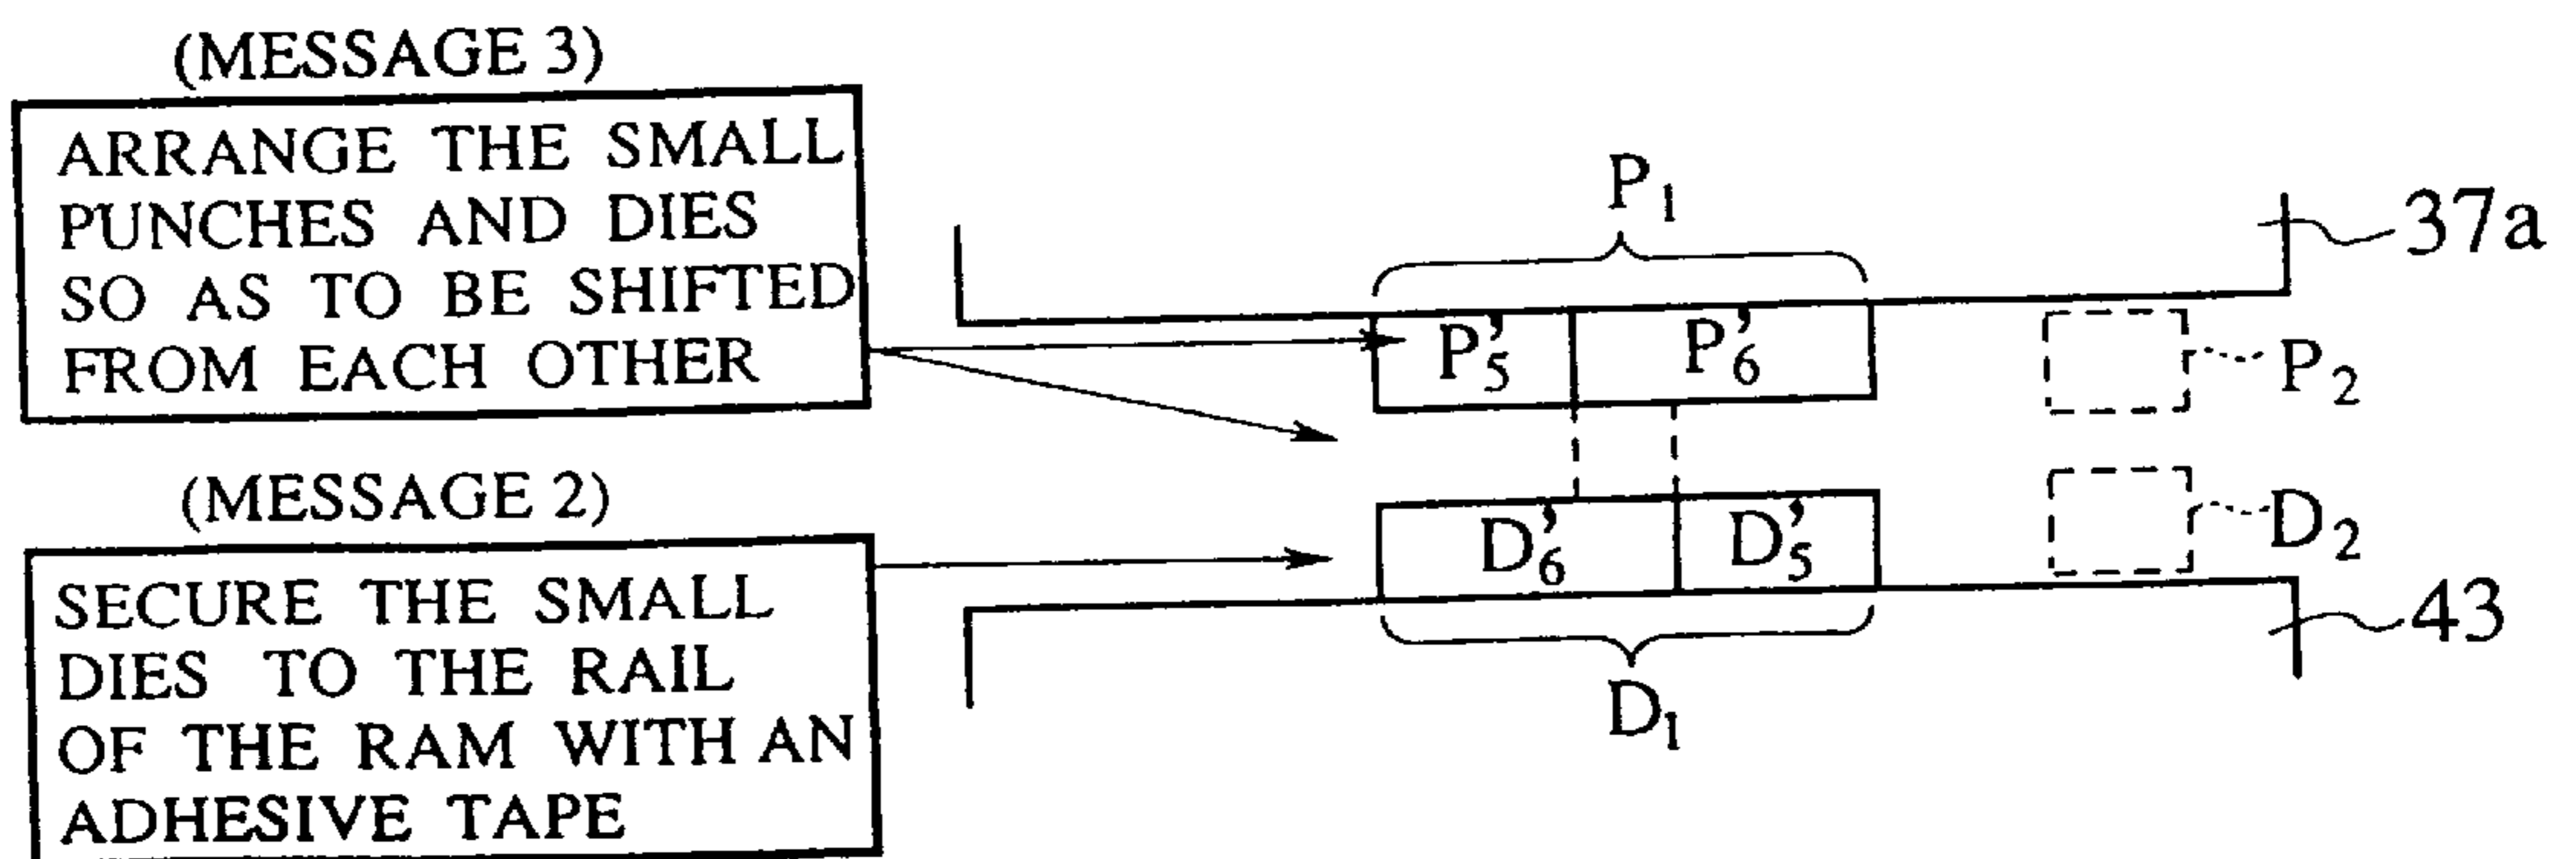 (MESSAGE 3)
ARRANGE THE SMALL
PUNCHES AND DIES
SO AS TO BE SHIFTED
FROM EACH OTHER
(MESSAGE 2)
SECURE THE SMALL
DIES TO THE RAIL
OF THE RAM WITH AN
ADHESIVE TAPE
P1
37a
P'5 P'6
P2
D'6 D'5
D2
43
D1